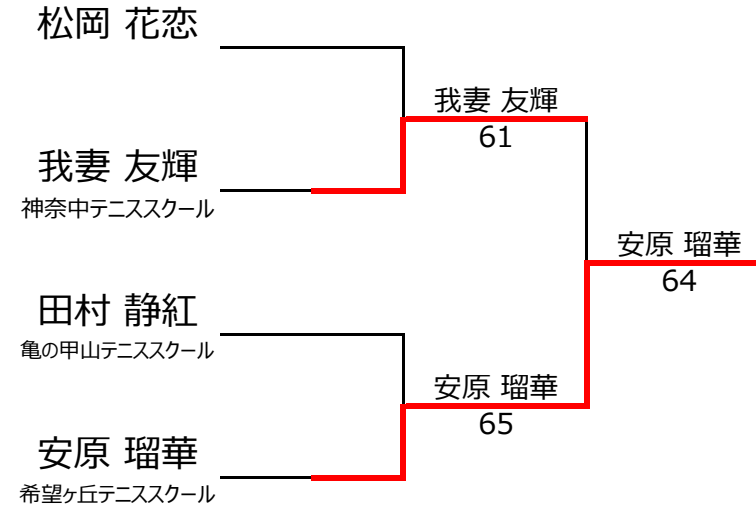 松岡 花恋
我妻 友輝
61
我妻 友輝
神奈中テニススクール
安原 瑠華
64
田村 静紅
亀の甲山テニススクール
安原 瑠華
65
安原 瑠華
希望ヶ丘テニススクール